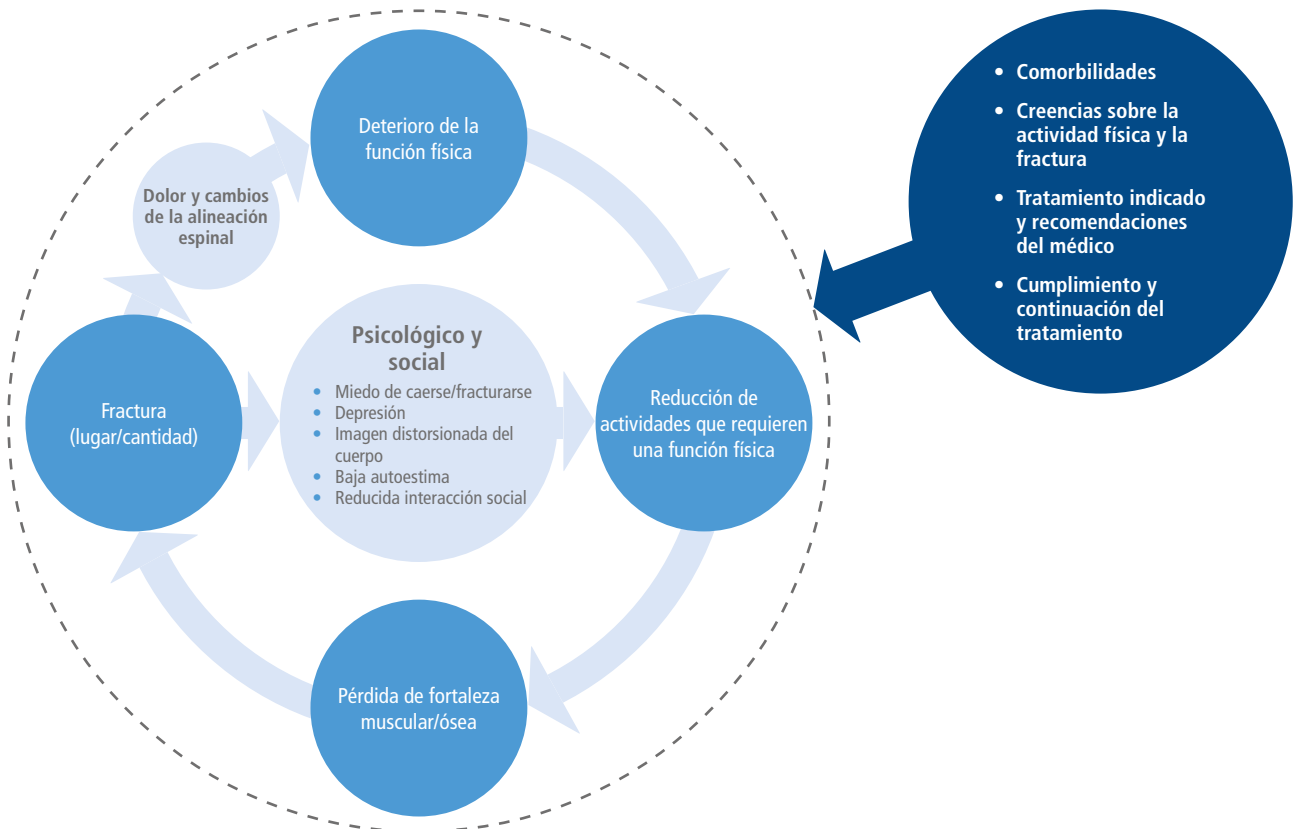 Deterioro de la
función física
Dolor y cambios
de la alineación
espinal
Fractura
(lugar/cantidad)
Psicológico y
social
• Miedo de caerse/fracturarse
• Depresión
• Imagen distorsionada del
cuerpo
• Baja autoestima
• Reducida interacción social
Reducción de
actividades que requieren
una función física
Pérdida de fortaleza
muscular/ósea
• Comorbilidades
• Creencias sobre la
actividad física y la
fractura
• Tratamiento indicado
y recomendaciones
del médico
• Cumplimiento y
continuación del
tratamiento